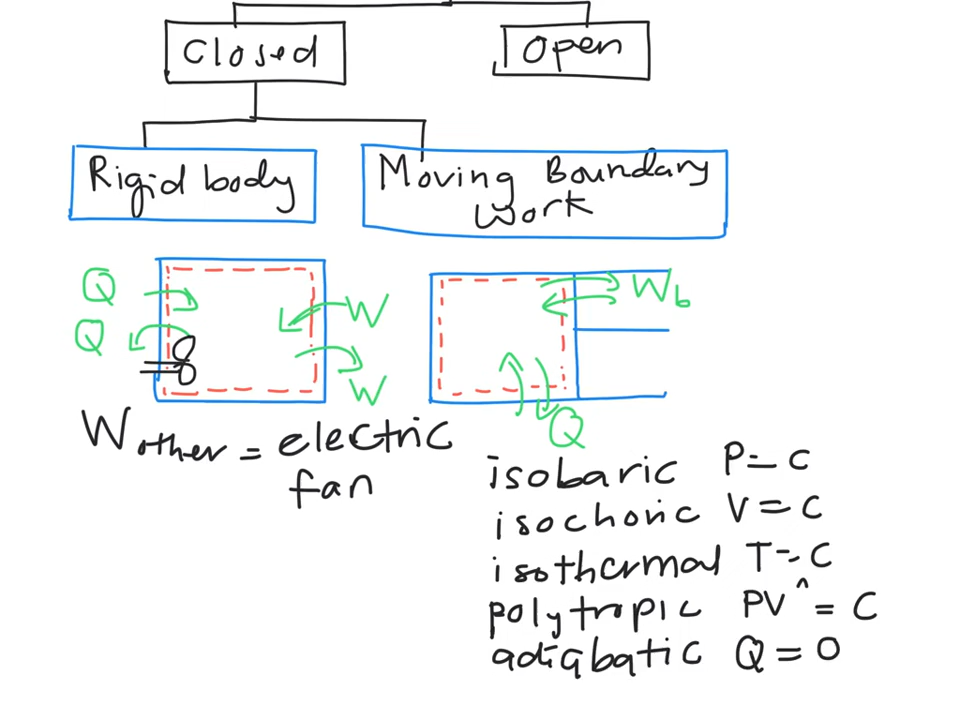 Closed
Open
Rigid body
Moving Boundary
Work
Q
Q
W
W
Wb
Q
Wother = electric
fan
isobaric P=C
isochoric V=C
isothermal T=C
polytropic PV^n = C
adiabatic Q=0